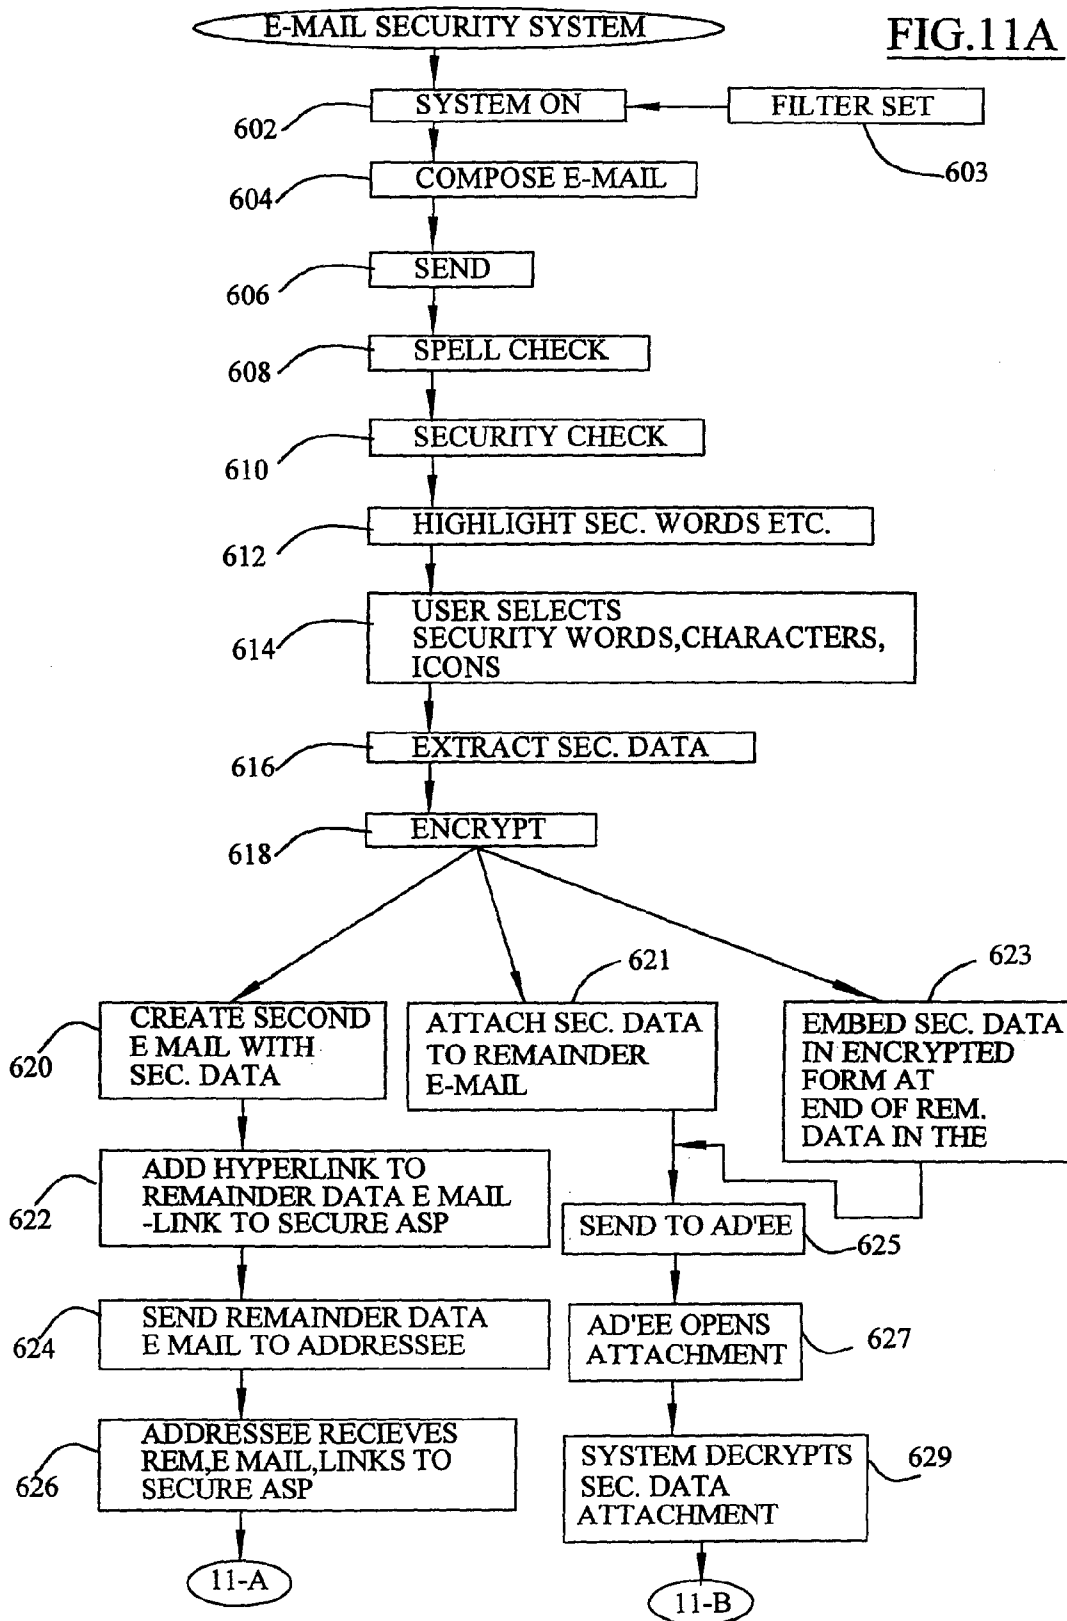 E-MAIL SECURITY SYSTEM
FIG.11A
SYSTEM ON
602
FILTER SET
603
COMPOSE E-MAIL
604
SEND
606
SPELL CHECK
608
SECURITY CHECK
610
HIGHLIGHT SEC. WORDS ETC.
612
USER SELECTS
SECURITY WORDS,CHARACTERS,
ICONS
614
EXTRACT SEC. DATA
616
ENCRYPT
618
CREATE SECOND
E MAIL WITH
SEC. DATA
620
621
ATTACH SEC. DATA
TO REMAINDER
E-MAIL
623
EMBED SEC. DATA
IN ENCRYPTED
FORM AT
END OF REM.
DATA IN THE
ADD HYPERLINK TO
REMAINDER DATA E MAIL
-LINK TO SECURE ASP
622
SEND TO AD'EE
625
SEND REMAINDER DATA
E MAIL TO ADDRESSEE
624
AD'EE OPENS
ATTACHMENT
627
ADDRESSEE RECIEVES
REM,E MAIL,LINKS TO
SECURE ASP
626
SYSTEM DECRYPTS
SEC. DATA
ATTACHMENT
629
11-A
11-B